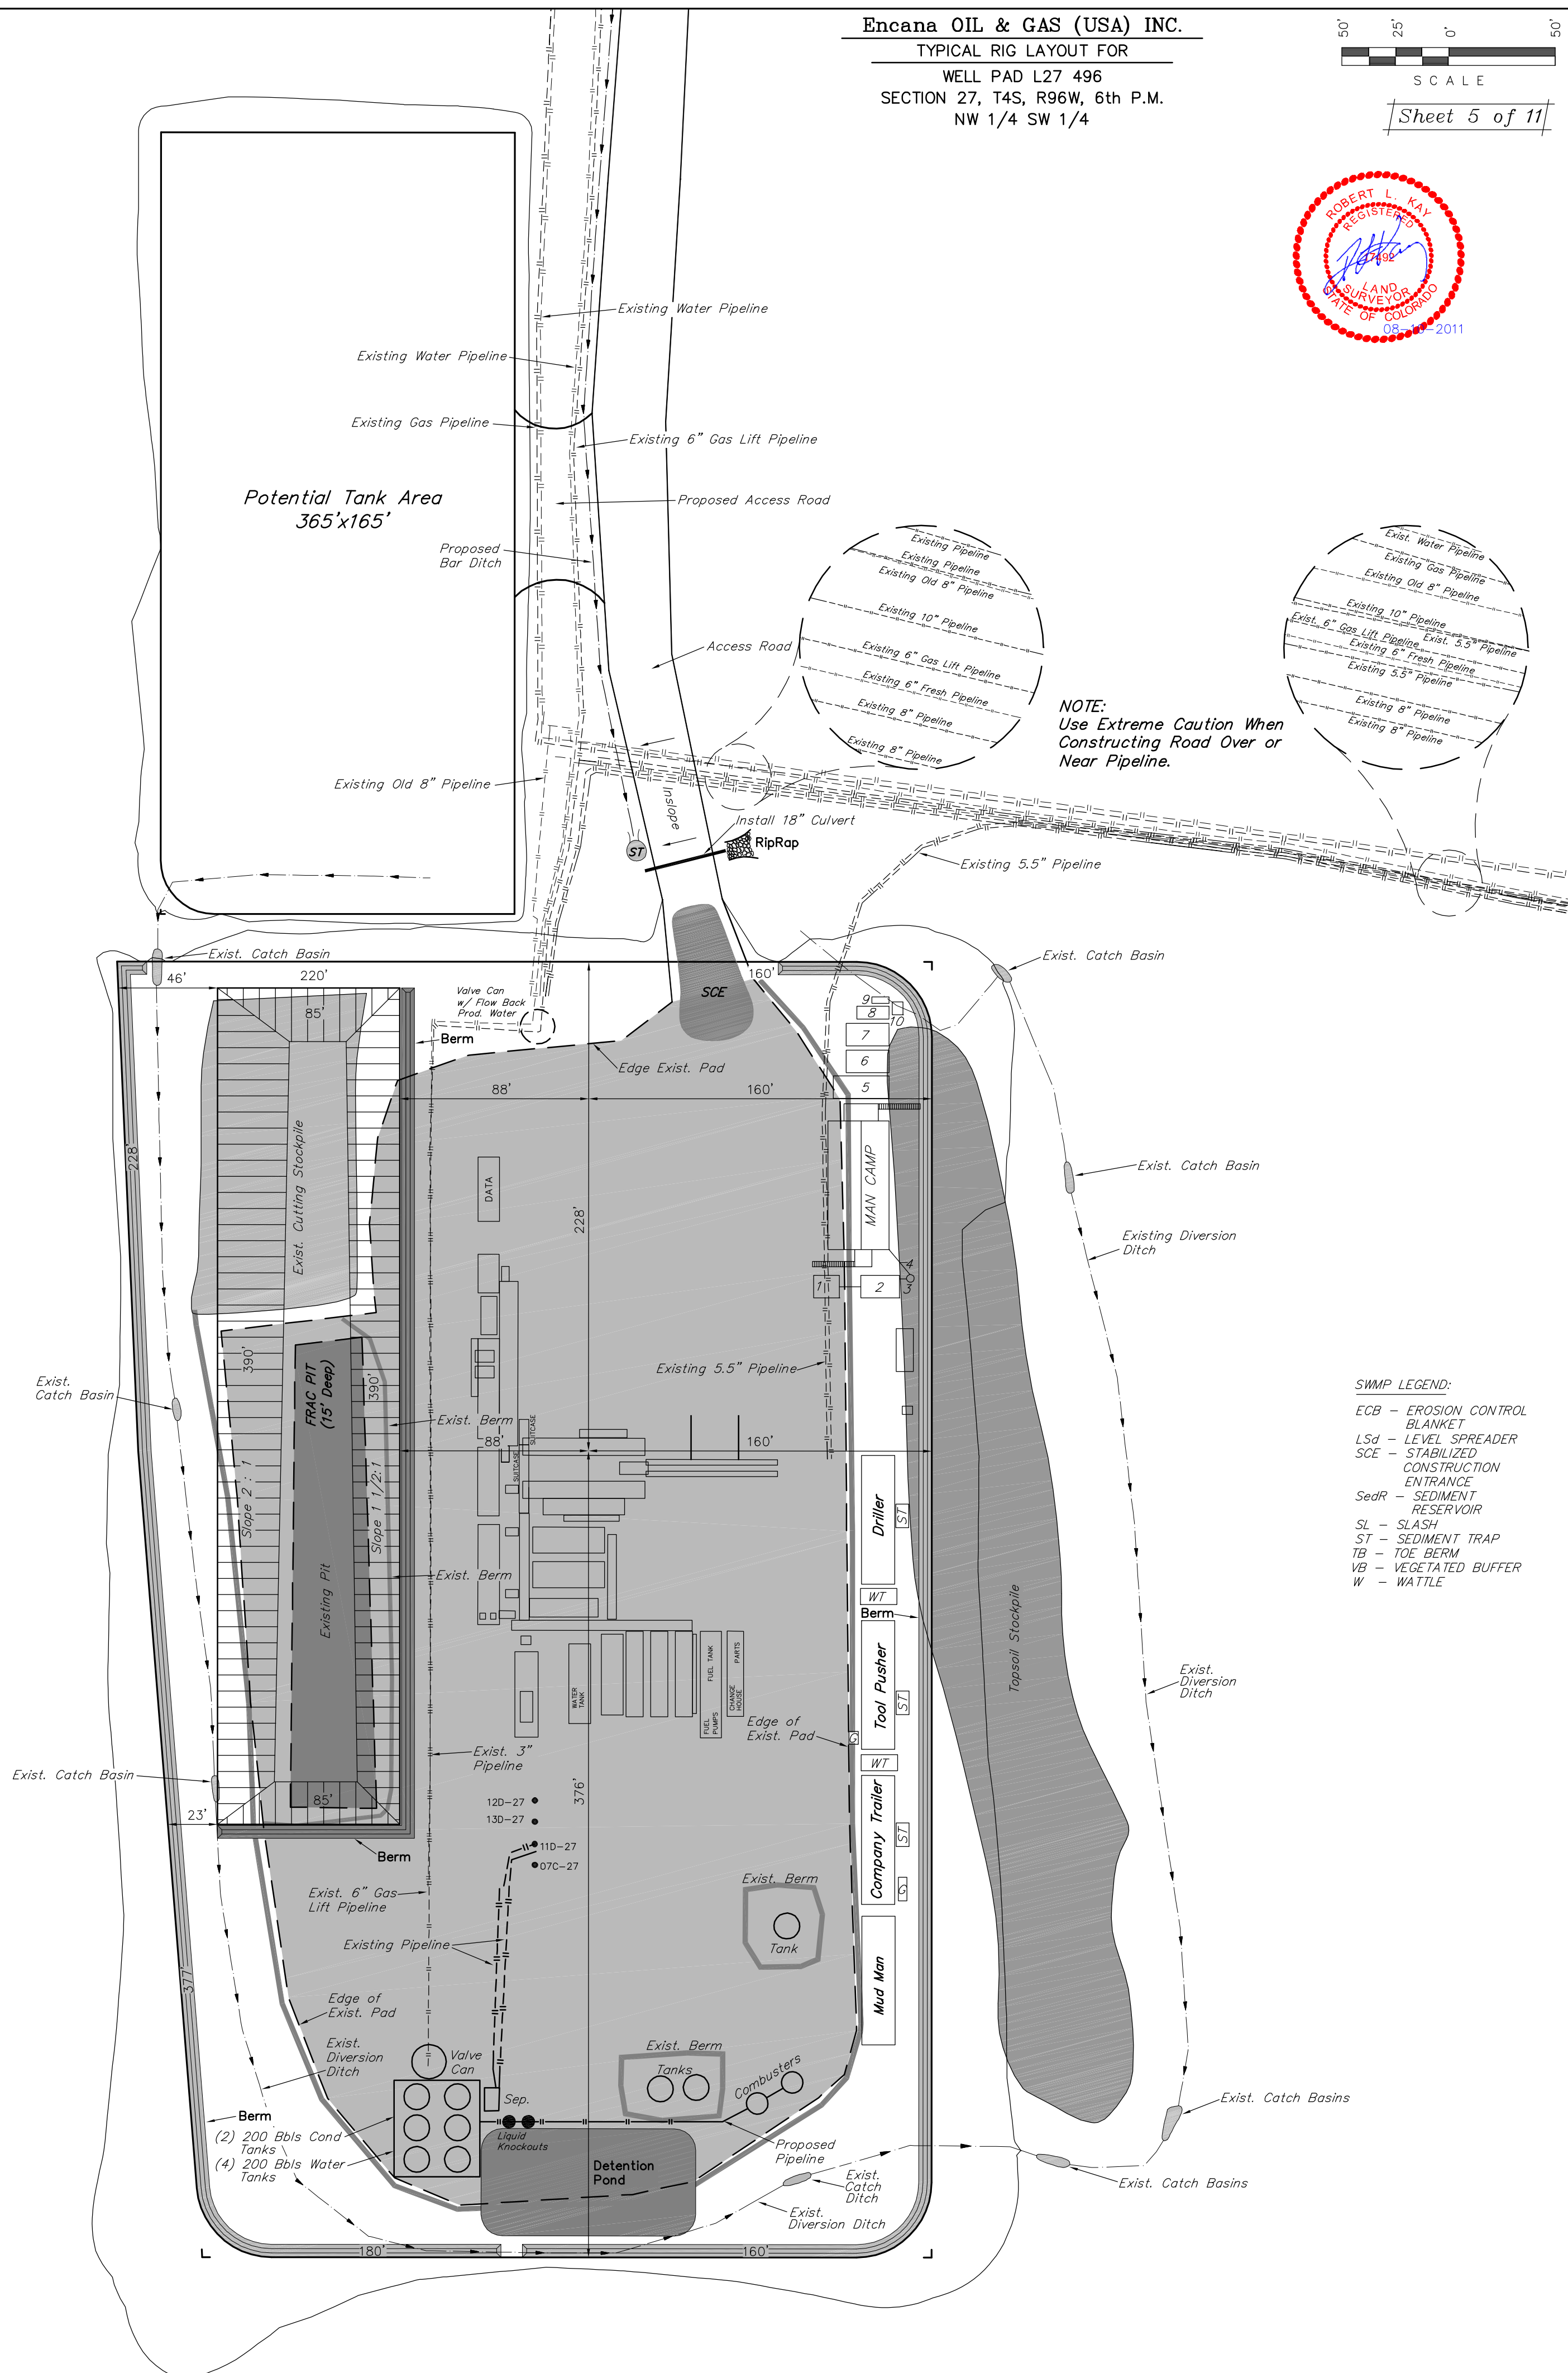 Encana OIL & GAS (USA) INC.
TYPICAL RIG LAYOUT FOR
WELL PAD L27 496
SECTION 27, T4S, R96W, 6th P.M.
NW 1/4 SW 1/4
50'
25'
0'
50'
SCALE
Sheet 5 of 11
ROBERT L. KAY
REGISTERED
LAND
SURVEYOR
STATE OF COLORADO
Existing Water Pipeline
Existing Water Pipeline
Existing Gas Pipeline
Existing 6" Gas Lift Pipeline
Potential Tank Area
365'x165'
Proposed Access Road
Proposed
Bar Ditch
Access Road
Existing Pipeline
Existing Pipeline
Existing Old 8" Pipeline
Existing 10" Pipeline
Existing 6" Gas Lift Pipeline
Existing 6" Fresh Pipeline
Existing 8" Pipeline
Existing 8" Pipeline
Exist. Water Pipeline
Existing Gas Pipeline
Existing Old 8" Pipeline
Existing 10" Pipeline
Exist. 6" Gas Lift Pipeline
Exist. 5.5" Pipeline
Existing 6" Fresh Pipeline
Existing 5.5" Pipeline
Existing 8" Pipeline
Existing 8" Pipeline
NOTE:
Use Extreme Caution When
Constructing Road Over or
Near Pipeline.
Existing Old 8" Pipeline
Inslope
Install 18" Culvert
RipRap
ST
Existing 5.5" Pipeline
Exist. Catch Basin
46'
220'
85'
Valve Can
w/ Flow Back
Prod. Water
Berm
SCE
160'
Exist. Catch Basin
9
8
10
7
6
5
Edge Exist. Pad
88'
160'
Exist. Cutting Stockpile
228'
DATA
228'
MAN CAMP
Exist. Catch Basin
Existing Diversion
Ditch
1
2
4
3
390'
390'
FRAC PIT
(15' Deep)
Existing 5.5" Pipeline
Exist.
Catch Basin
Exist. Berm
88'
160'
SUITCASE
SUITCASE
Slope 2 : 1
Slope 1 1/2:1
Existing Pit
Exist. Berm
SWMP LEGEND:
ECB - EROSION CONTROL
BLANKET
LSd - LEVEL SPREADER
SCE - STABILIZED
CONSTRUCTION
ENTRANCE
SedR - SEDIMENT
RESERVOIR
SL - SLASH
ST - SEDIMENT TRAP
TB - TOE BERM
VB - VEGETATED BUFFER
W - WATTLE
Driller
ST
WT
Berm
Topsoil Stockpile
Tool Pusher
ST
WATER
TANK
FUEL TANK
FUEL
PUMPS
PARTS
CHANGE
HOUSE
Edge of
Exist. Pad
G
WT
Exist.
Diversion
Ditch
Exist. Catch Basin
Exist. 3"
Pipeline
376'
23'
85'
Berm
12D-27
13D-27
11D-27
07C-27
Company Trailer
ST
G
Exist. 6" Gas
Lift Pipeline
Exist. Berm
Tank
Existing Pipeline
377'
Mud Man
Edge of
Exist. Pad
Exist.
Diversion
Ditch
Valve
Can
Sep.
Exist. Berm
Tanks
Combusters
Berm
(2) 200 Bbls Cond
Tanks
(4) 200 Bbls Water
Tanks
Liquid
Knockouts
Detention
Pond
Proposed
Pipeline
Exist.
Catch
Ditch
Exist.
Diversion Ditch
Exist. Catch Basins
Exist. Catch Basins
180'
160'